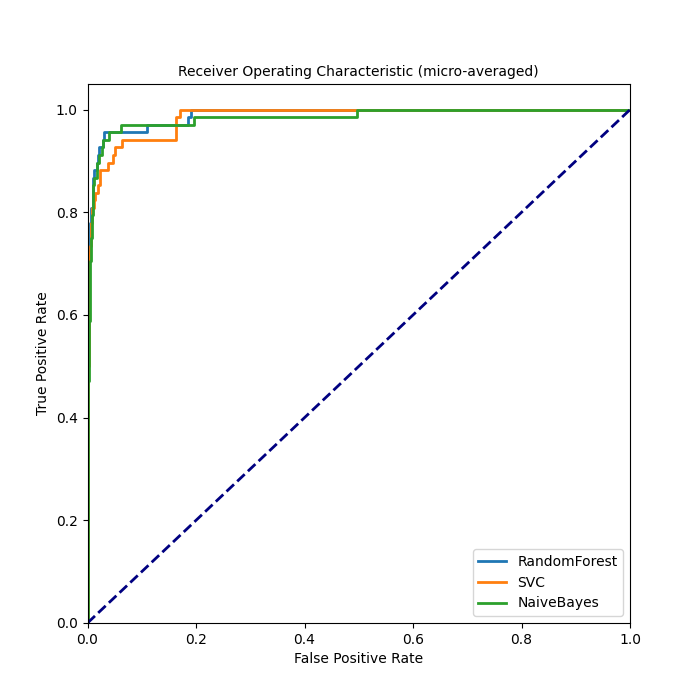 Receiver Operating Characteristic (micro-averaged)
1.0
0.8
0.6
0.4
0.2
0.0
True Positive Rate
RandomForest
SVC
NaiveBayes
0.0 0.2 0.4 0.6 0.8 1.0
False Positive Rate